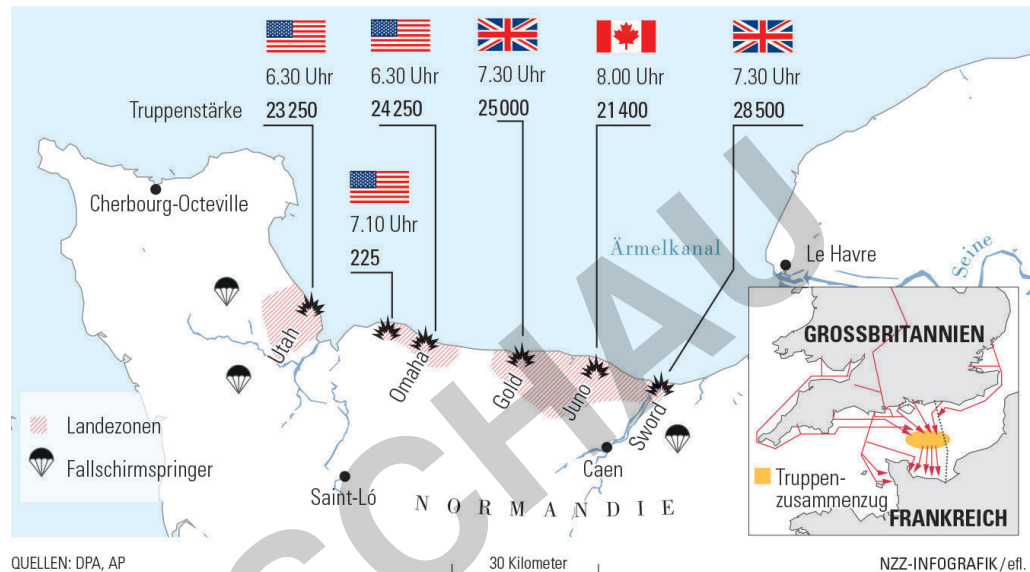 6.30 Uhr
6.30 Uhr
7.30 Uhr
8.00 Uhr
7.30 Uhr
Truppenstärke
23 250
24 250
25 000
21 400
28 500
7.10 Uhr
225
Cherbourg-Octeville
Ärmelkanal
Le Havre
Seine
Utah
Omaha
Gold
Juno
Sword
Landezonen
Fallschirmspringer
Saint-Ló
Caen
NORMANDIE
GROSSBRITANNIEN
Truppen-
zusammenzug
FRANKREICH
QUELLEN: DPA, AP
30 Kilometer
NZZ-INFOGRAFIK / efl.
SCHAU